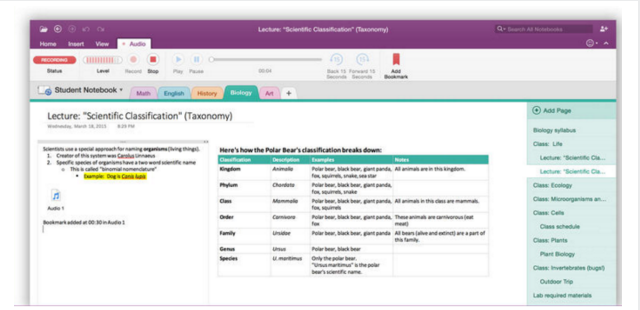 Lecture: "Scientific Classification" (Taxonomy)
Search All Notebooks
Home Insert View Audio
RECORDING
00:04
Status Level Record Stop Play Pause Back 15 Seconds Forward 15 Seconds Add Bookmark
Student Notebook
Math English History Biology Art +
Lecture: "Scientific Classification" (Taxonomy)
Wednesday, March 18, 2015 8:05 PM
Scientists use a special approach for naming organisms (living things).
1. Creator of this system was Carolus Linnaeus
2. Specific species of organisms have a two word scientific name
This is called "binomial nomenclature"
Example: Dog is Canis lupis
Audio 1
Bookmark added at 00:30 in Audio 1
Here's how the Polar Bear's classification breaks down:
Classification Description Examples Notes
Kingdom Animalia Polar bear, black bear, giant panda, fox, squirrels, snake, sea star All animals are in this kingdom.
Phylum Chordata Polar bear, black bear, giant panda, fox, squirrels, snake
Class Mammalia Polar bear, black bear, giant panda, fox, squirrels All animals in this class are mammals.
Order Carnivora Polar bear, black bear, giant panda, fox These animals are carnivorous (eat meat)
Family Ursidae Polar bear, black bear, giant panda All bears (alive and extinct) are a part of this family.
Genus Ursus Polar bear, black bear
Species U. maritimus Only the polar bear.
"Ursus maritimus" is the polar bear's scientific name.
Add Page
Biology syllabus
Class: Life
Lecture: "Scientific Cla...
Lecture: "Scientific Cla...
Class: Ecology
Class: Microorganisms an...
Class: Cells
Class schedule
Class: Plants
Plant Biology
Class: Invertebrates (bugs!)
Outdoor Trip
Lab required materials